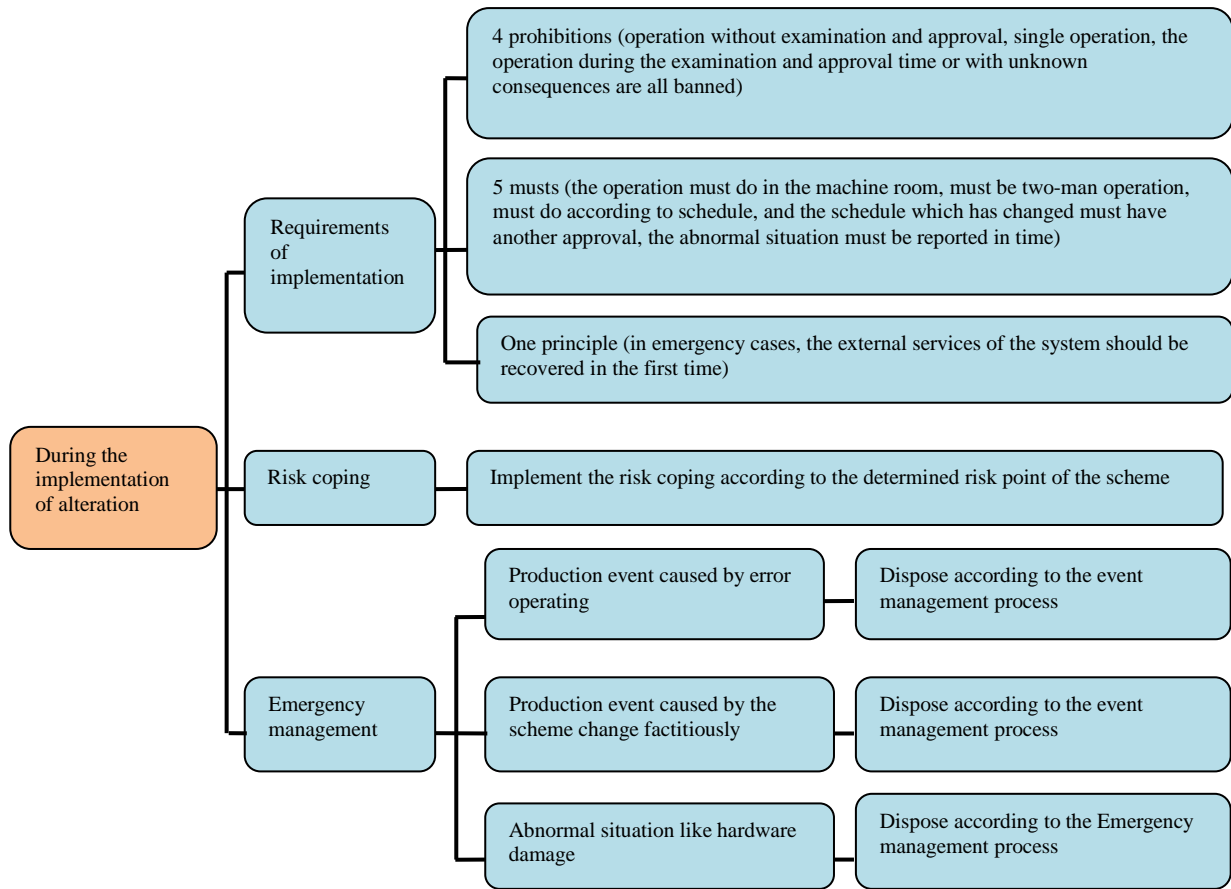 4 prohibitions (operation without examination and approval, single operation, the
operation during the examination and approval time or with unknown
consequences are all banned)
5 musts (the operation must do in the machine room, must be two-man operation,
must do according to schedule, and the schedule which has changed must have
another approval, the abnormal situation must be reported in time)
Requirements
of
implementation
One principle (in emergency cases, the external services of the system should be
recovered in the first time)
During the
implementation
of alteration
Risk coping
Implement the risk coping according to the determined risk point of the scheme
Production event caused by error
operating
Dispose according to the event
management process
Emergency
management
Production event caused by the
scheme change factitiously
Dispose according to the event
management process
Abnormal situation like hardware
damage
Dispose according to the Emergency
management process